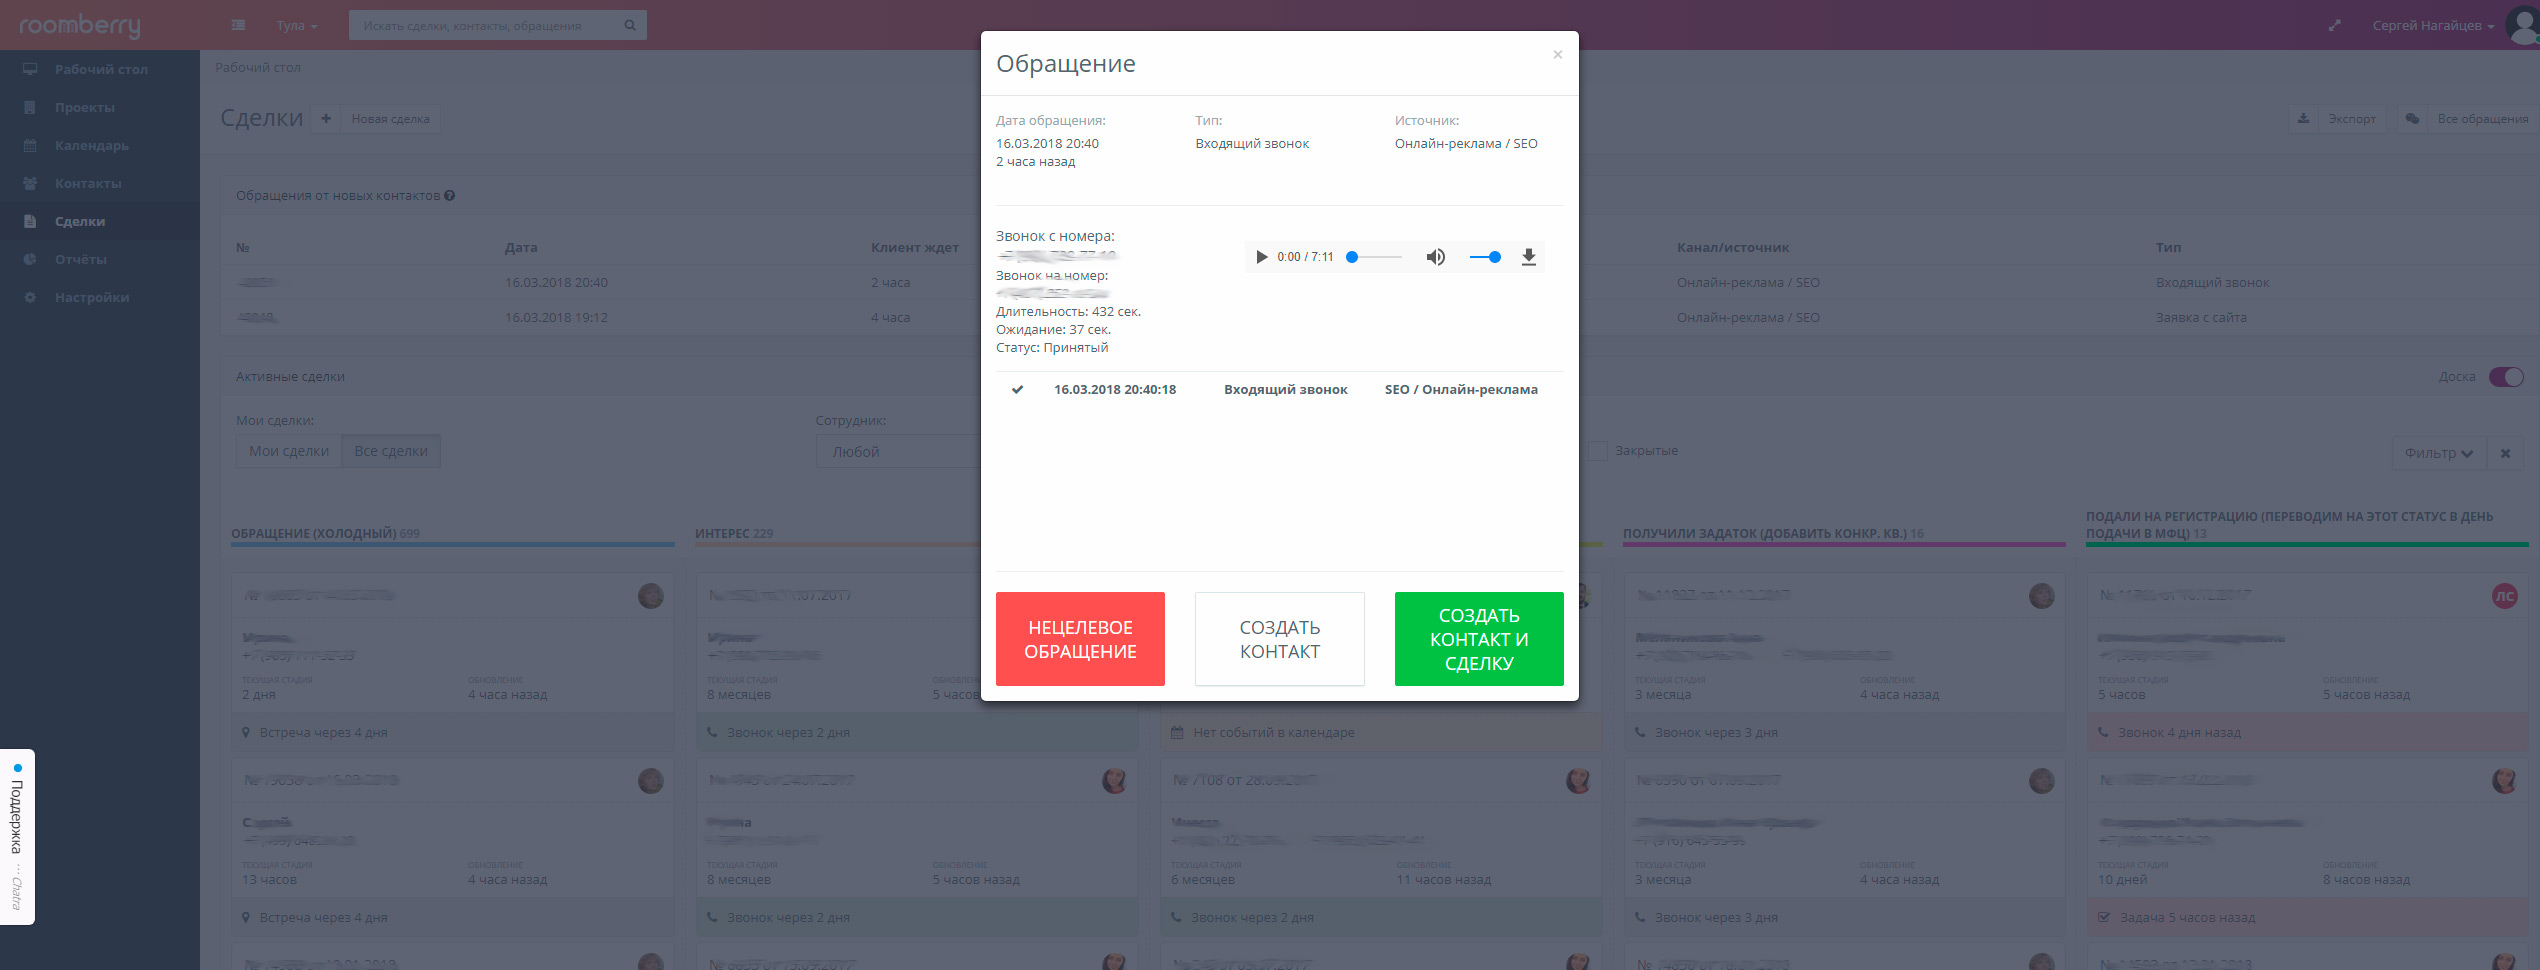 roomberry
Тула
Искать сделки, контакты, обращения
Сергей Нагайцев
Рабочий стол
Проекты
Календарь
Контакты
Сделки
Отчёты
Настройки
Рабочий стол
Сделки
Новая сделка
Экспорт
Все обращения
Обращения от новых контактов
№ Дата Клиент ждет Канал/источник Тип
16.03.2018 20:40 2 часа Онлайн-реклама / SEO Входящий звонок
16.03.2018 19:12 4 часа Онлайн-реклама / SEO Заявка с сайта
Активные сделки
Доска
Мои сделки:
Мои сделки Все сделки
Сотрудник:
Любой
Закрытые
Фильтр
Обращение
×
Дата обращения: Тип: Источник:
16.03.2018 20:40 Входящий звонок Онлайн-реклама / SEO
2 часа назад
Звонок с номера:
0:00 / 7:11
Звонок на номер:
Длительность: 432 сек.
Ожидание: 37 сек.
Статус: Принятый
16.03.2018 20:40:18 Входящий звонок SEO / Онлайн-реклама
НЕЦЕЛЕВОЕ
ОБРАЩЕНИЕ
СОЗДАТЬ
КОНТАКТ
СОЗДАТЬ
КОНТАКТ И
СДЕЛКУ
ОБРАЩЕНИЕ (ХОЛОДНЫЙ) 699
ИНТЕРЕС 229
ПОЛУЧИЛИ ЗАДАТОК (ДОБАВИТЬ КОНКР. КВ.) 16
ПОДАЛИ НА РЕГИСТРАЦИЮ (ПЕРЕВОДИМ НА ЭТОТ СТАТУС В ДЕНЬ
ПОДАЧИ В МФЦ) 13
ЛС
ТЕКУЩАЯ СТАДИЯ ОБНОВЛЕНИЕ
2 дня 4 часа назад
Встреча через 4 дня
ТЕКУЩАЯ СТАДИЯ ОБНОВЛЕНИЕ
8 месяцев 5 часов
Звонок через 2 дня
Нет событий в календаре
ТЕКУЩАЯ СТАДИЯ ОБНОВЛЕНИЕ
3 месяца 4 часа назад
Звонок через 3 дня
ТЕКУЩАЯ СТАДИЯ ОБНОВЛЕНИЕ
5 часов 5 часов назад
Звонок 4 дня назад
ТЕКУЩАЯ СТАДИЯ ОБНОВЛЕНИЕ
13 часов 4 часа назад
Встреча через 4 дня
ТЕКУЩАЯ СТАДИЯ ОБНОВЛЕНИЕ
8 месяцев 5 часов назад
Звонок через 2 дня
ТЕКУЩАЯ СТАДИЯ ОБНОВЛЕНИЕ
6 месяцев 11 часов назад
Звонок через 2 дня
ТЕКУЩАЯ СТАДИЯ ОБНОВЛЕНИЕ
3 месяца 4 часа назад
Звонок через 3 дня
ТЕКУЩАЯ СТАДИЯ ОБНОВЛЕНИЕ
10 дней 8 часов назад
Задача 5 часов назад
Поддержка
Chatra